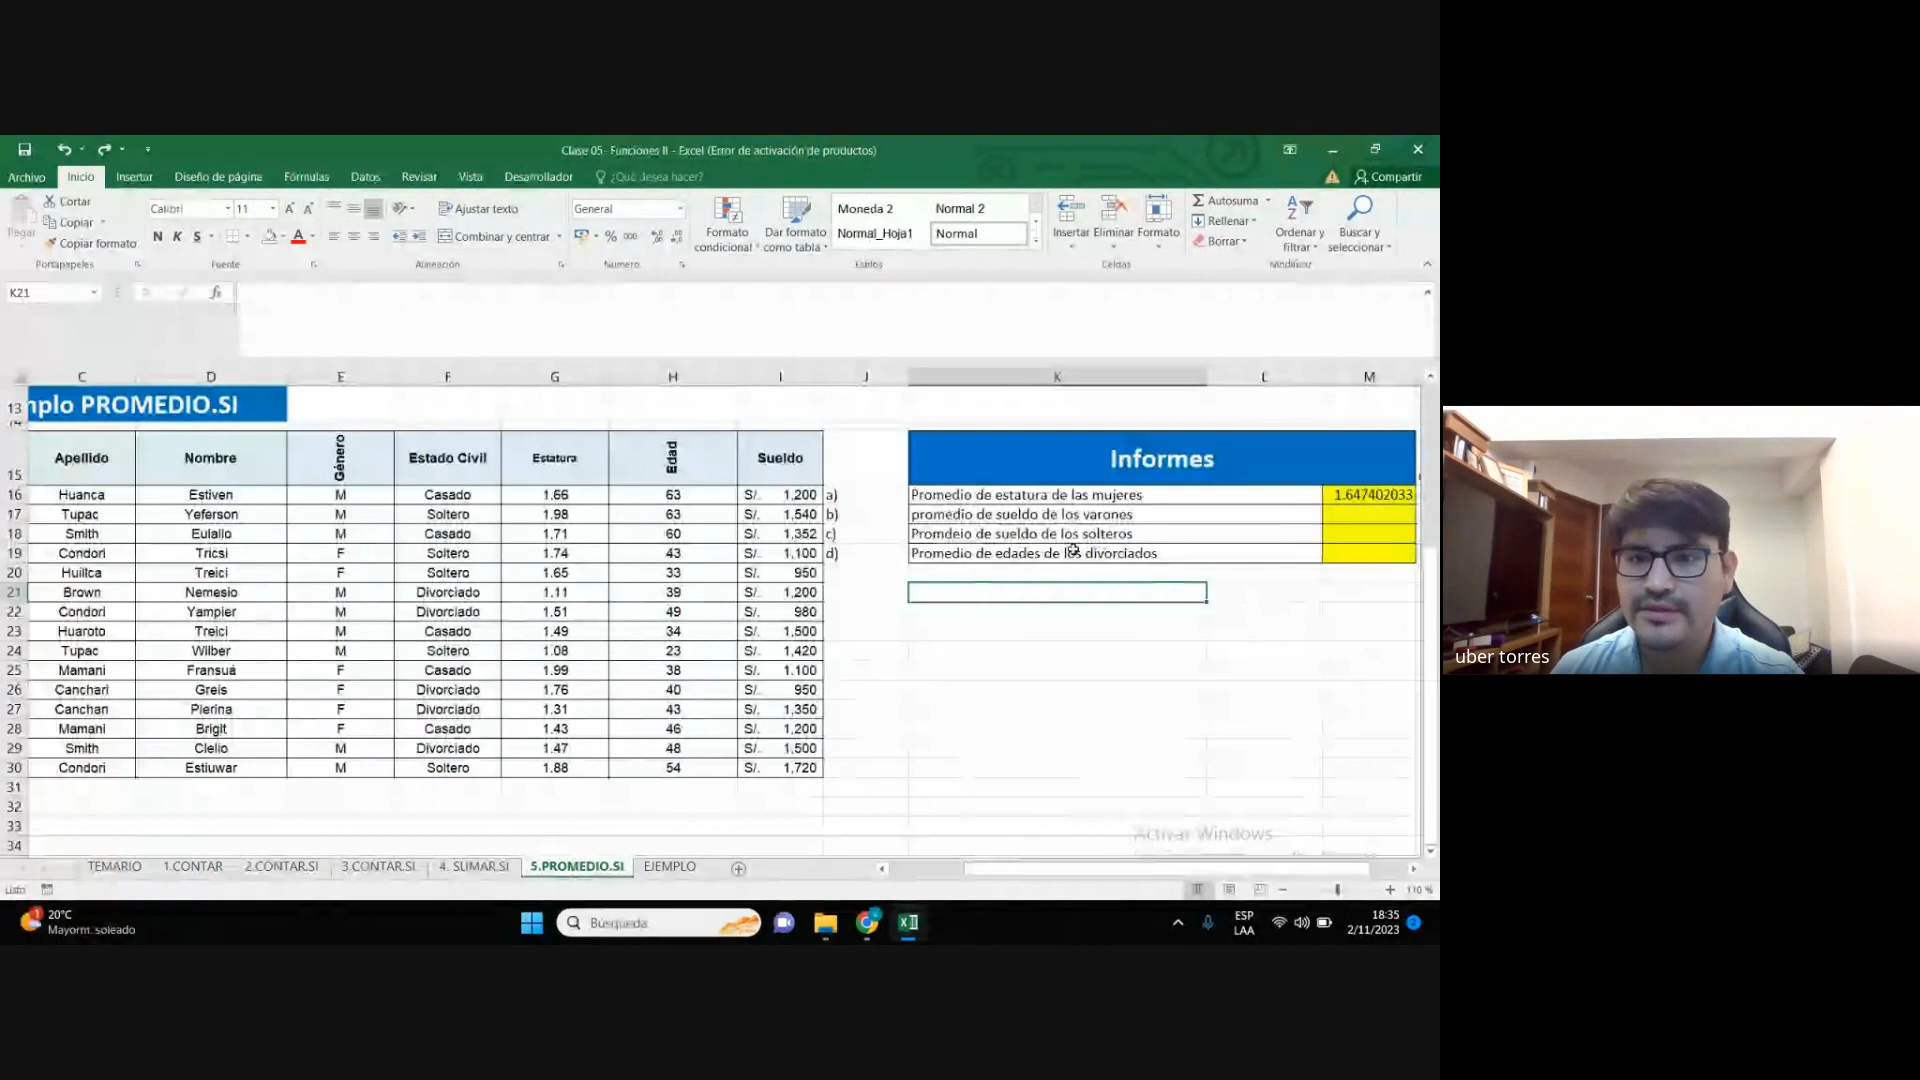 Clase 05- Funciones II - Excel (Error de activación de productos)
Archivo Inicio Insertar Diseño de página Fórmulas Datos Revisar Vista Desarrollador ¿Qué desea hacer? Compartir
Pegar Cortar Copiar Copiar formato
Calibri 11
N K S
Ajustar texto
Combinar y centrar
General
% 000
Formato condicional Dar formato como tabla
Moneda 2 Normal 2
Normal_Hoja1 Normal
Insertar Eliminar Formato
Autosuma Rellenar Borrar
Ordenar y filtrar Buscar y seleccionar
Portapapeles Fuente Alineación Número Estilos Celdas Modificar
K21 fx
C D E F G H I J K L M
13 mplo PROMEDIO.SI
14
15 Apellido Nombre Género Estado Civil Estatura Edad Sueldo Informes
16 Huanca Estiven M Casado 1.66 63 S/. 1,200 a) Promedio de estatura de las mujeres 1.647402033
17 Tupac Yeferson M Soltero 1.98 63 S/. 1,540 b) promedio de sueldo de los varones
18 Smith Eulalio M Casado 1.71 60 S/. 1,352 c) Promdeio de sueldo de los solteros
19 Condori Tricsi F Soltero 1.74 43 S/. 1,100 d) Promedio de edades de los divorciados
20 Huillca Treici F Soltero 1.65 33 S/. 950
21 Brown Nemesio M Divorciado 1.11 39 S/. 1,200
22 Condori Yampier M Divorciado 1.51 49 S/. 980
23 Huaroto Treici M Casado 1.49 34 S/. 1,500
24 Tupac Wilber M Soltero 1.08 23 S/. 1,420
25 Mamani Fransua F Casado 1.99 38 S/. 1,100
26 Canchari Greis F Divorciado 1.76 40 S/. 950
27 Canchan Pierina F Divorciado 1.31 43 S/. 1,350
28 Mamani Brigit F Casado 1.43 46 S/. 1,200
29 Smith Clelio M Divorciado 1.47 48 S/. 1,500
30 Condori Estiuwar M Soltero 1.88 54 S/. 1,720
31
32
33
34
Activar Windows
TEMARIO 1.CONTAR 2.CONTAR.SI 3.CONTAR.SI. 4. SUMAR.SI 5.PROMEDIO.SI EJEMPLO
Listo 110 %
20°C
Mayorm. soleado
Búsqueda
ESP
LAA
18:35
2/11/2023
uber torres